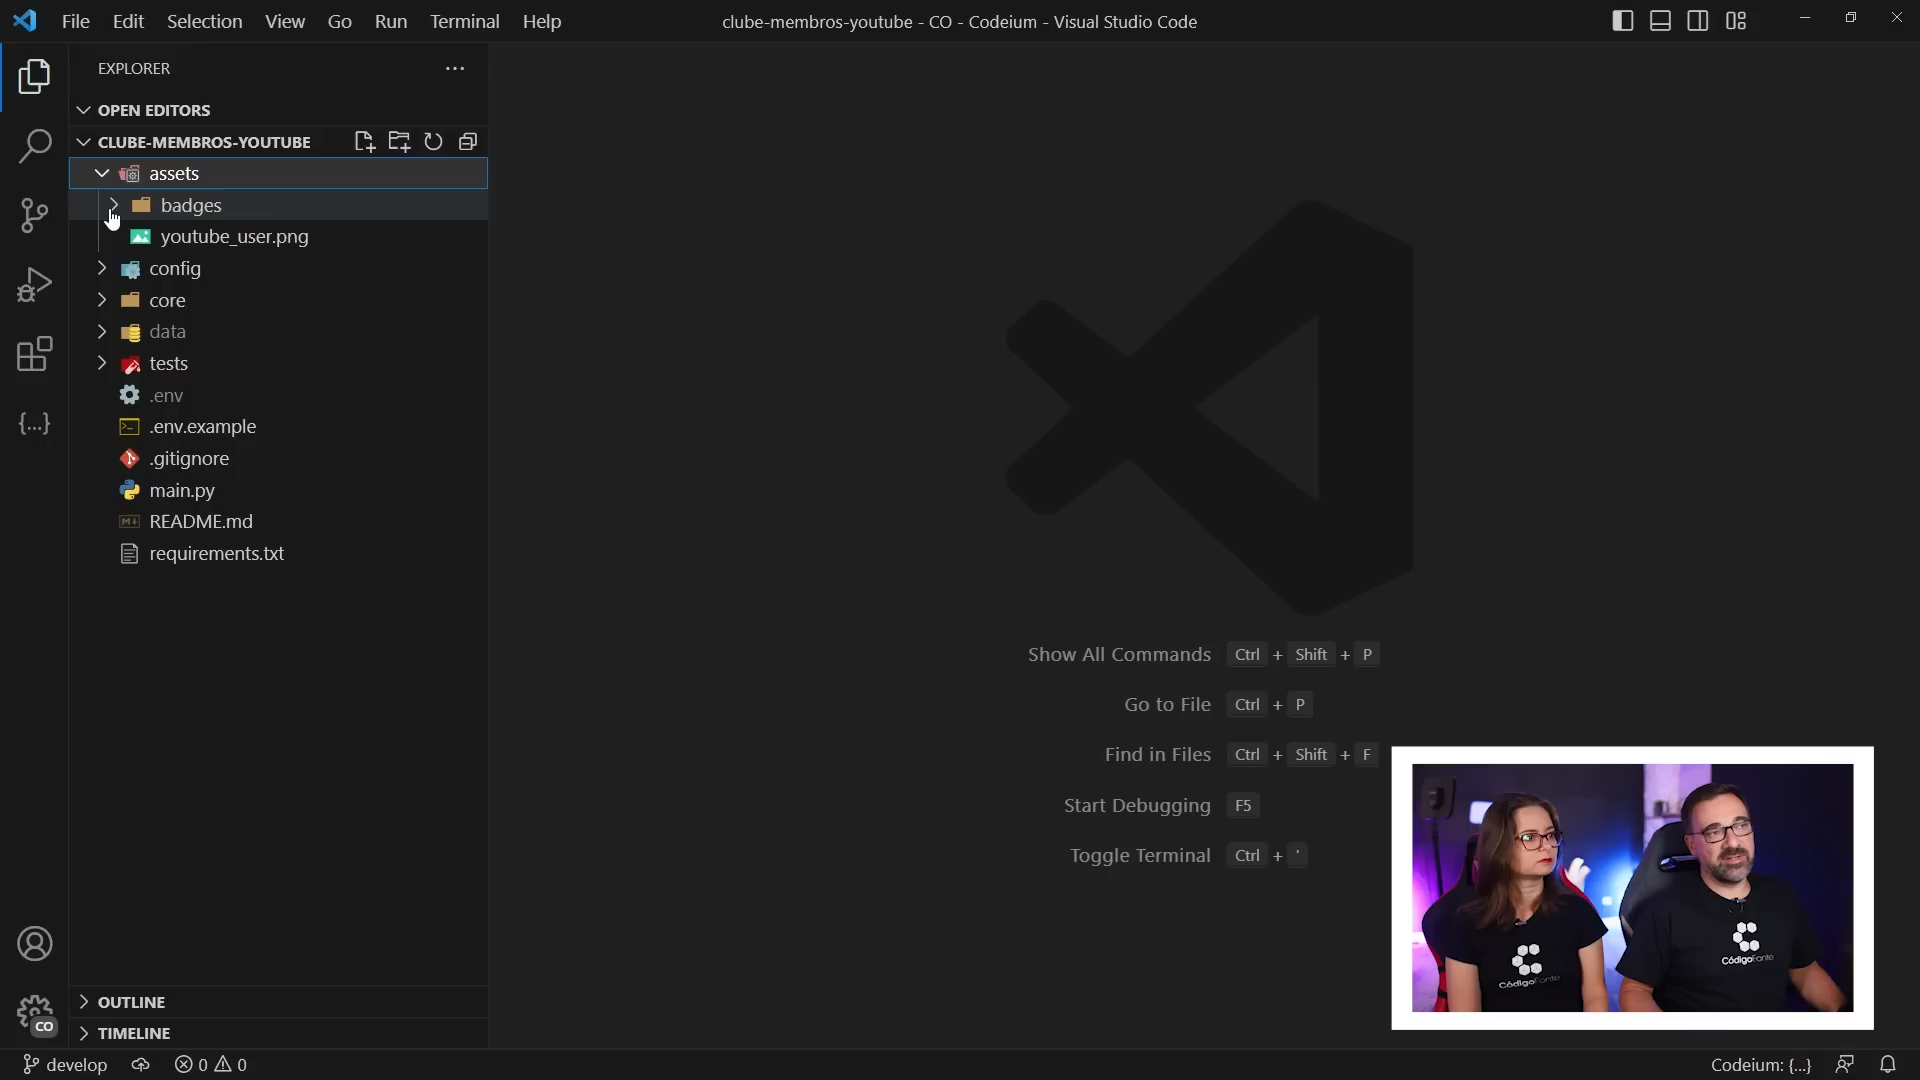 File Edit Selection View Go Run Terminal Help
clube-membros-youtube - CO - Codeium - Visual Studio Code
EXPLORER
OPEN EDITORS
CLUBE-MEMBROS-YOUTUBE
assets
badges
youtube_user.png
config
core
data
tests
.env
.env.example
.gitignore
main.py
README.md
requirements.txt
Show All Commands Ctrl + Shift + P
Go to File Ctrl + P
Find in Files Ctrl + Shift + F
Start Debugging F5
Toggle Terminal Ctrl + '
CódigoFonte
CódigoFonte
OUTLINE
CO
TIMELINE
develop 0 0
Codeium: {...}